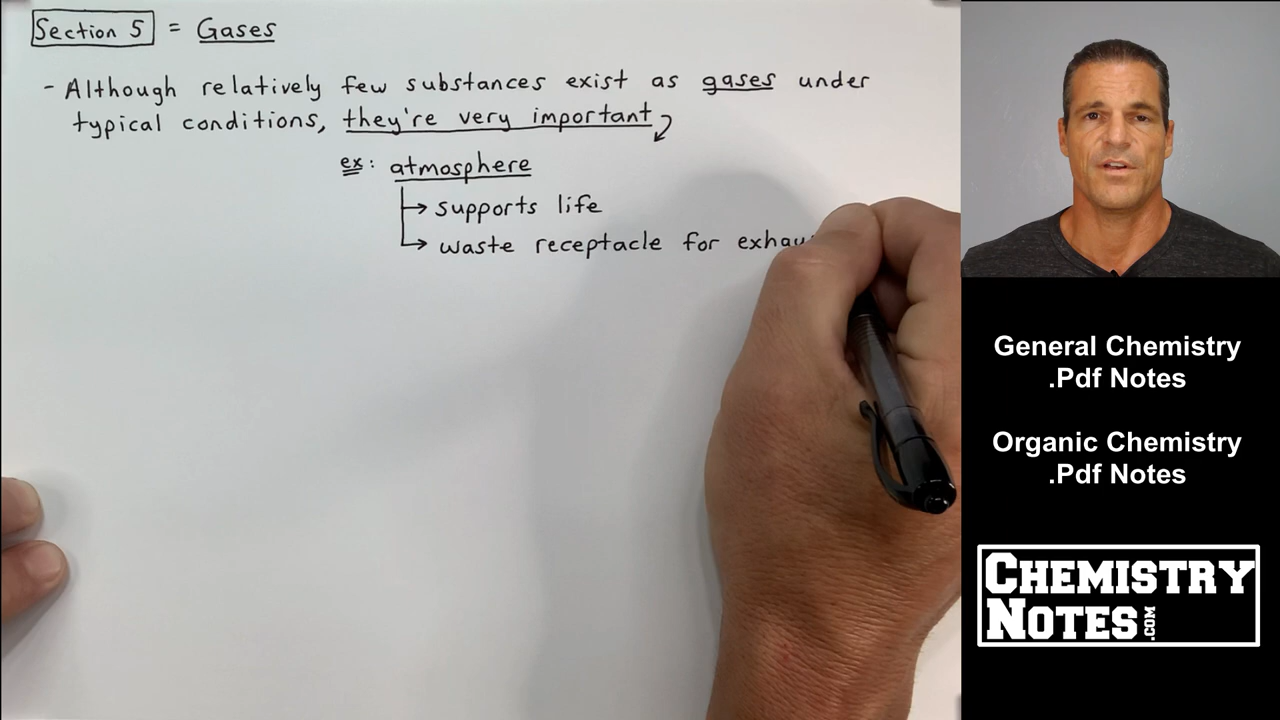 Section 5 = Gases
- Although relatively few substances exist as gases under
typical conditions, they're very important
ex: atmosphere
→ supports life
→ waste receptacle for
General Chemistry
.Pdf Notes
Organic Chemistry
.Pdf Notes
CHEMISTRY
NOTES.COM